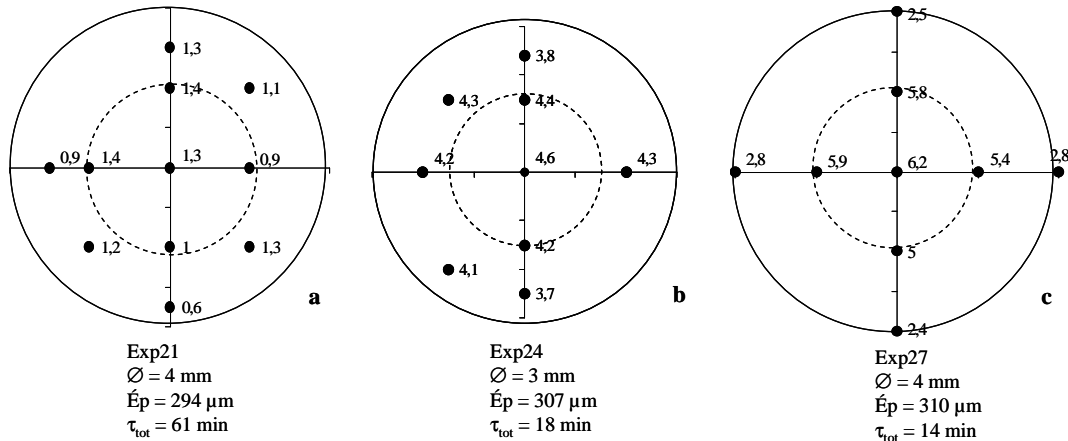 1,3
1,4
1,1
0,9
1,4
1,3
0,9
1,2
1
1,3
0,6
a
Exp21
∅ = 4 mm
Ép = 294 µm
τtot = 61 min
3,8
4,3
4,4
4,2
4,6
4,3
4,2
4,1
3,7
b
Exp24
∅ = 3 mm
Ép = 307 µm
τtot = 18 min
2,5
5,8
2,8
5,9
6,2
5,4
2,8
5
2,4
c
Exp27
∅ = 4 mm
Ép = 310 µm
τtot = 14 min